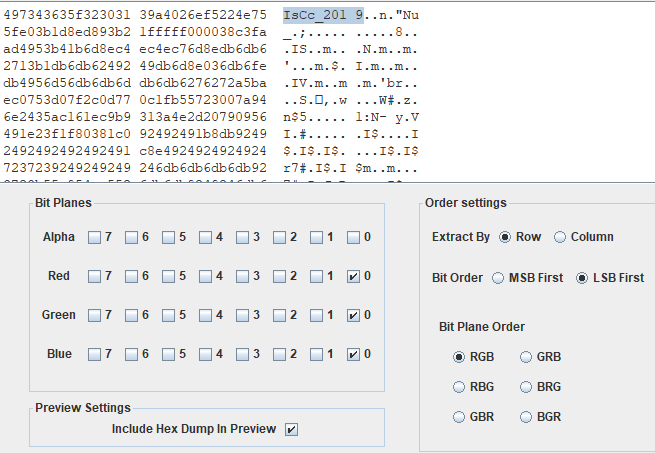 497343635f323031 39a4026ef5224e75 IsCc_201 9..n."Nu
5fe03b1d8ed893b2 1fffff000038c3fa _.;..... .....8..
ad4953b41b6d8ec4 ec4ec76d8edb6db6 .IS..m.. .N.m..m.
2713b1db6db62492 49db6d8e036db6fe '...m.$. I.m..m..
db4956d56db6db6d db6db6276272a5ba .IV.m..m .m.'br..
ec0753d07f2c0d77 0c1fb55723007a94 ..S.□,.w ...W#.z.
6e2435ac161ec9b9 313a4e2d20790956 n$5..... 1:N- y.V
491e23f1f80381c0 92492491b8db9249 I.#..... .I$....I
2492492492492491 c8e4924924924924 $.I$.I$. ...I$.I$
7237239249249249 246db6db6db6db92 r7#.I$.I $m..m...
Bit Planes
Alpha 7 6 5 4 3 2 1 0
Red 7 6 5 4 3 2 1 0
Green 7 6 5 4 3 2 1 0
Blue 7 6 5 4 3 2 1 0
Preview Settings
Include Hex Dump In Preview
Order settings
Extract By Row Column
Bit Order MSB First LSB First
Bit Plane Order
RGB GRB
RBG BRG
GBR BGR